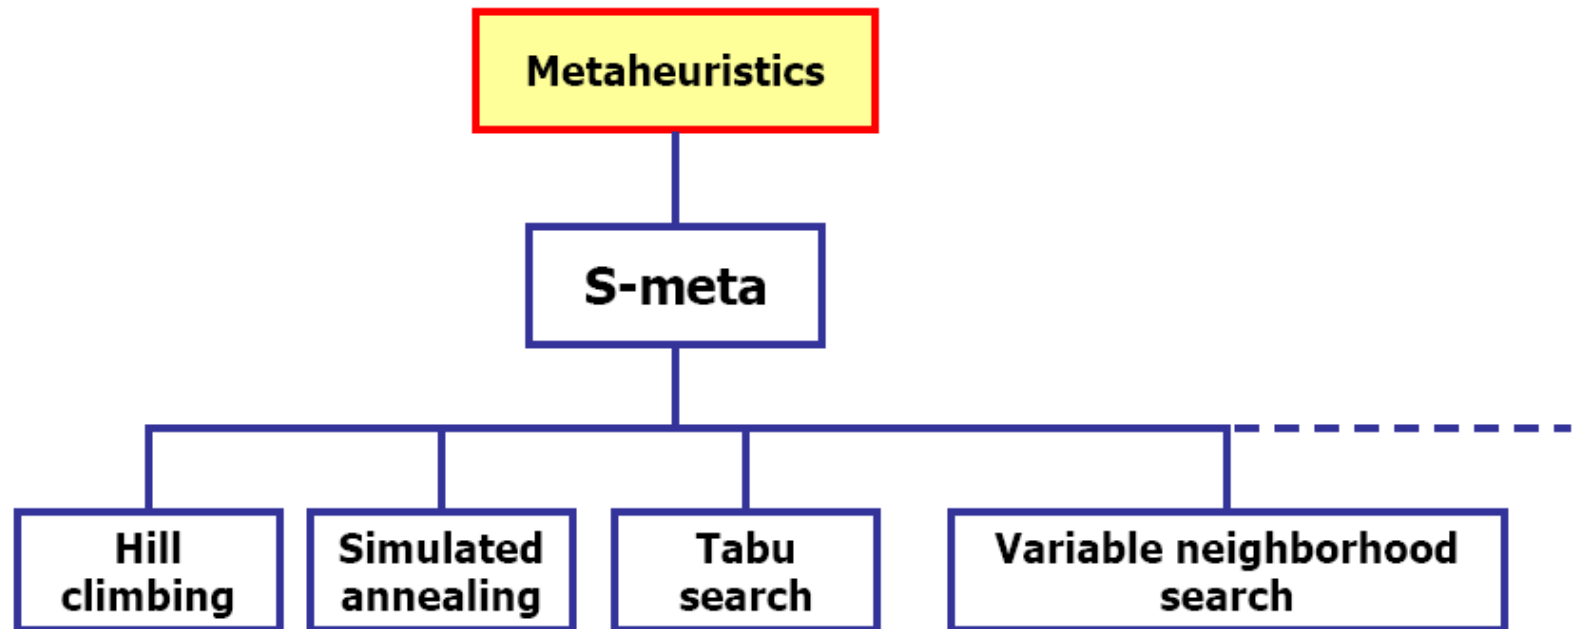 Metaheuristics
S-meta
Hill
climbing
Simulated
annealing
Tabu
search
Variable neighborhood
search